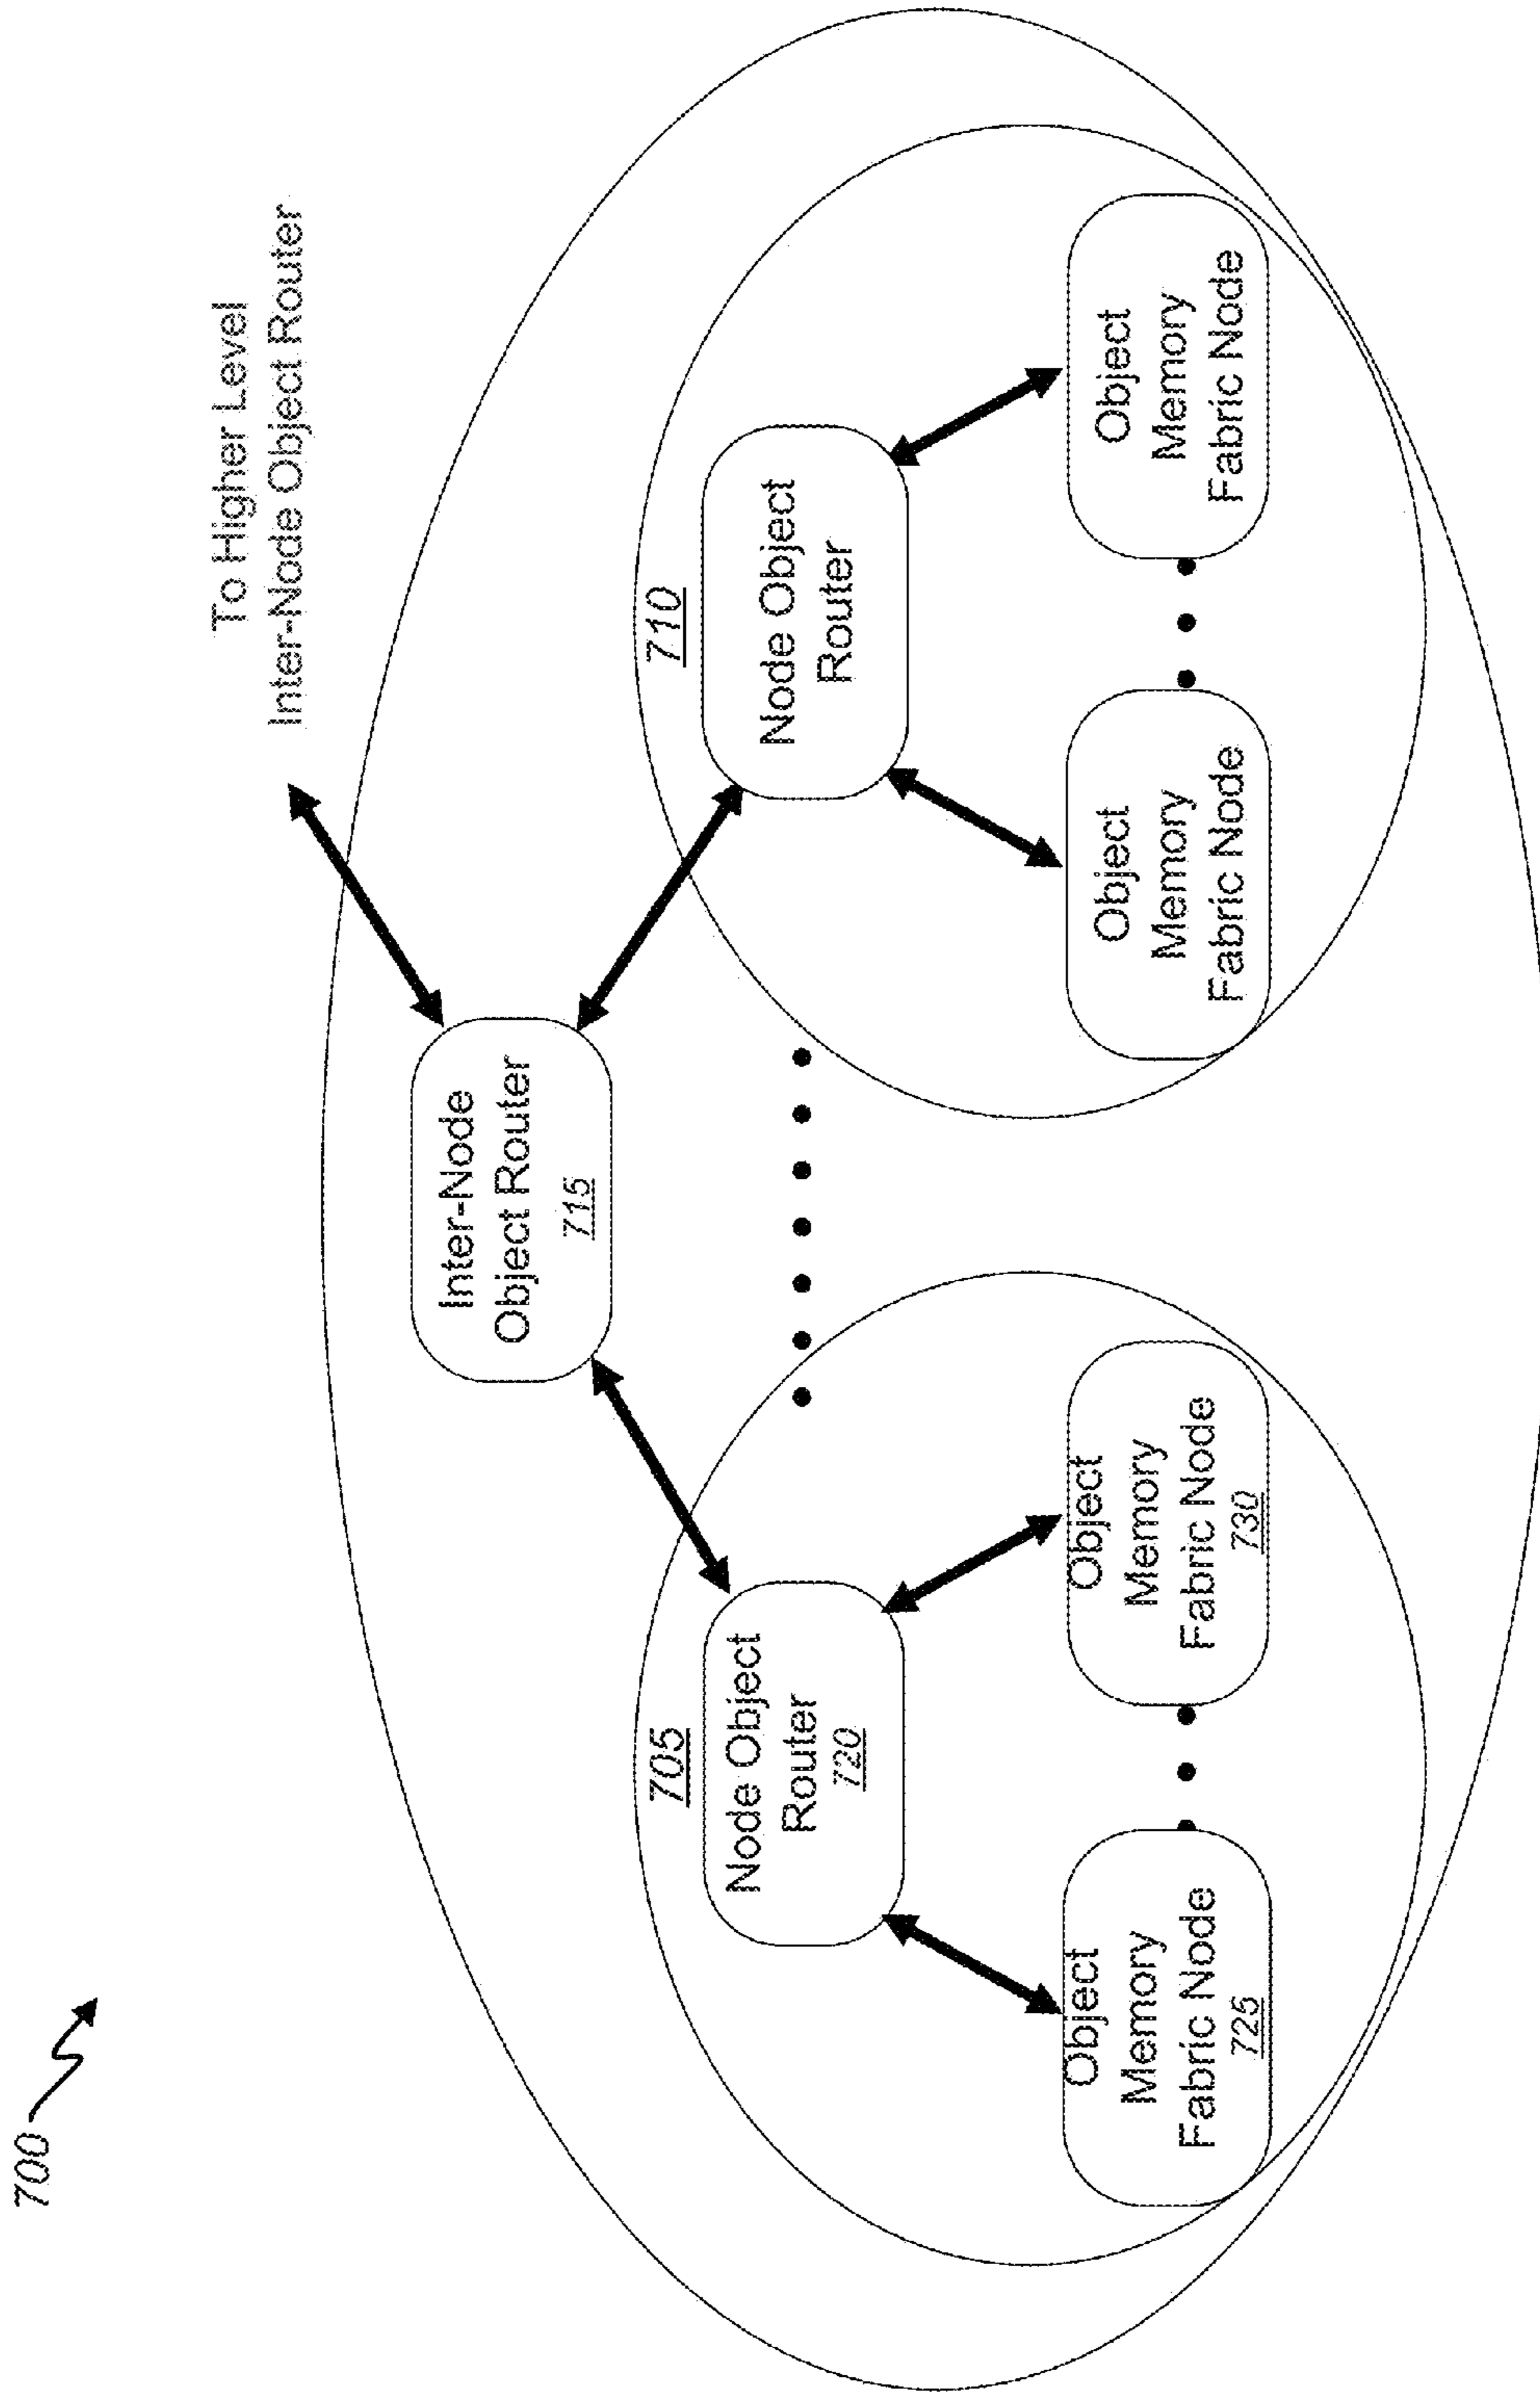 700
To Higher Level
Inter-Node Object Router
Inter-Node
Object Router
715
705
Node Object
Router
720
710
Node Object
Router
Object
Memory
Fabric Node
725
Object
Memory
Fabric Node
730
Object
Memory
Fabric Node
Object
Memory
Fabric Node